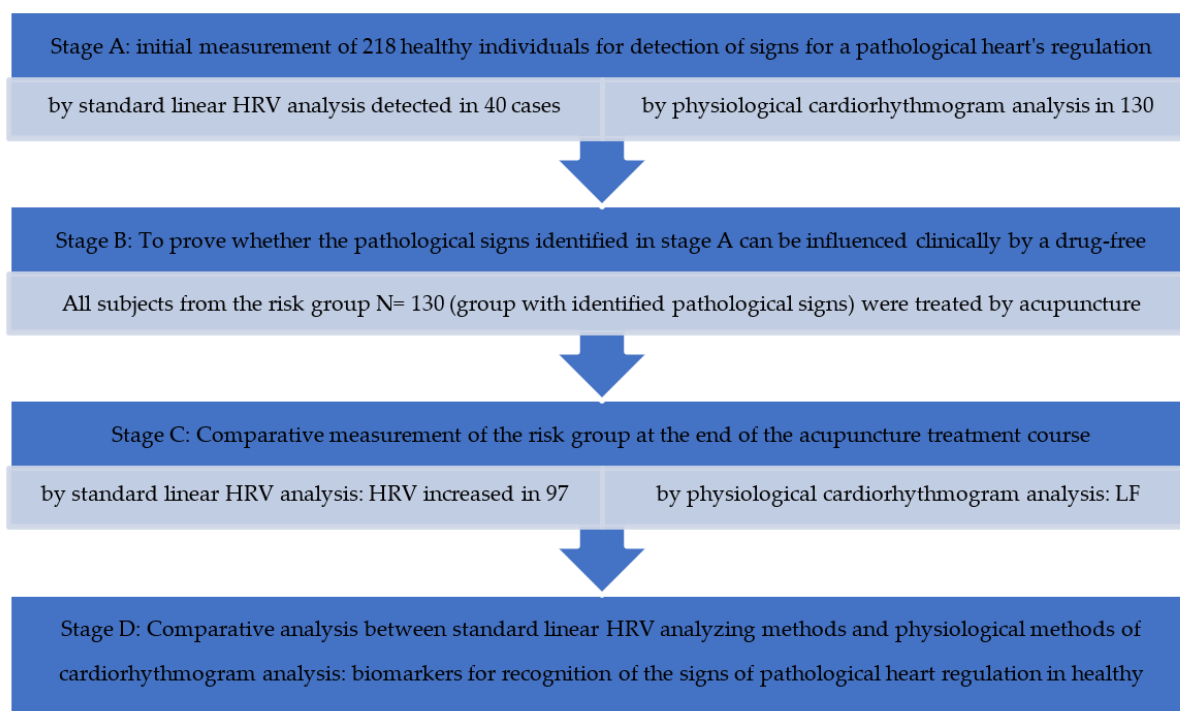 Stage A: initial measurement of 218 healthy individuals for detection of signs for a pathological heart's regulation
by standard linear HRV analysis detected in 40 cases
by physiological cardiorhythmogram analysis in 130
Stage B: To prove whether the pathological signs identified in stage A can be influenced clinically by a drug-free
All subjects from the risk group N= 130 (group with identified pathological signs) were treated by acupuncture
Stage C: Comparative measurement of the risk group at the end of the acupuncture treatment course
by standard linear HRV analysis: HRV increased in 97
by physiological cardiorhythmogram analysis: LF
Stage D: Comparative analysis between standard linear HRV analyzing methods and physiological methods of
cardiorhythmogram analysis: biomarkers for recognition of the signs of pathological heart regulation in healthy